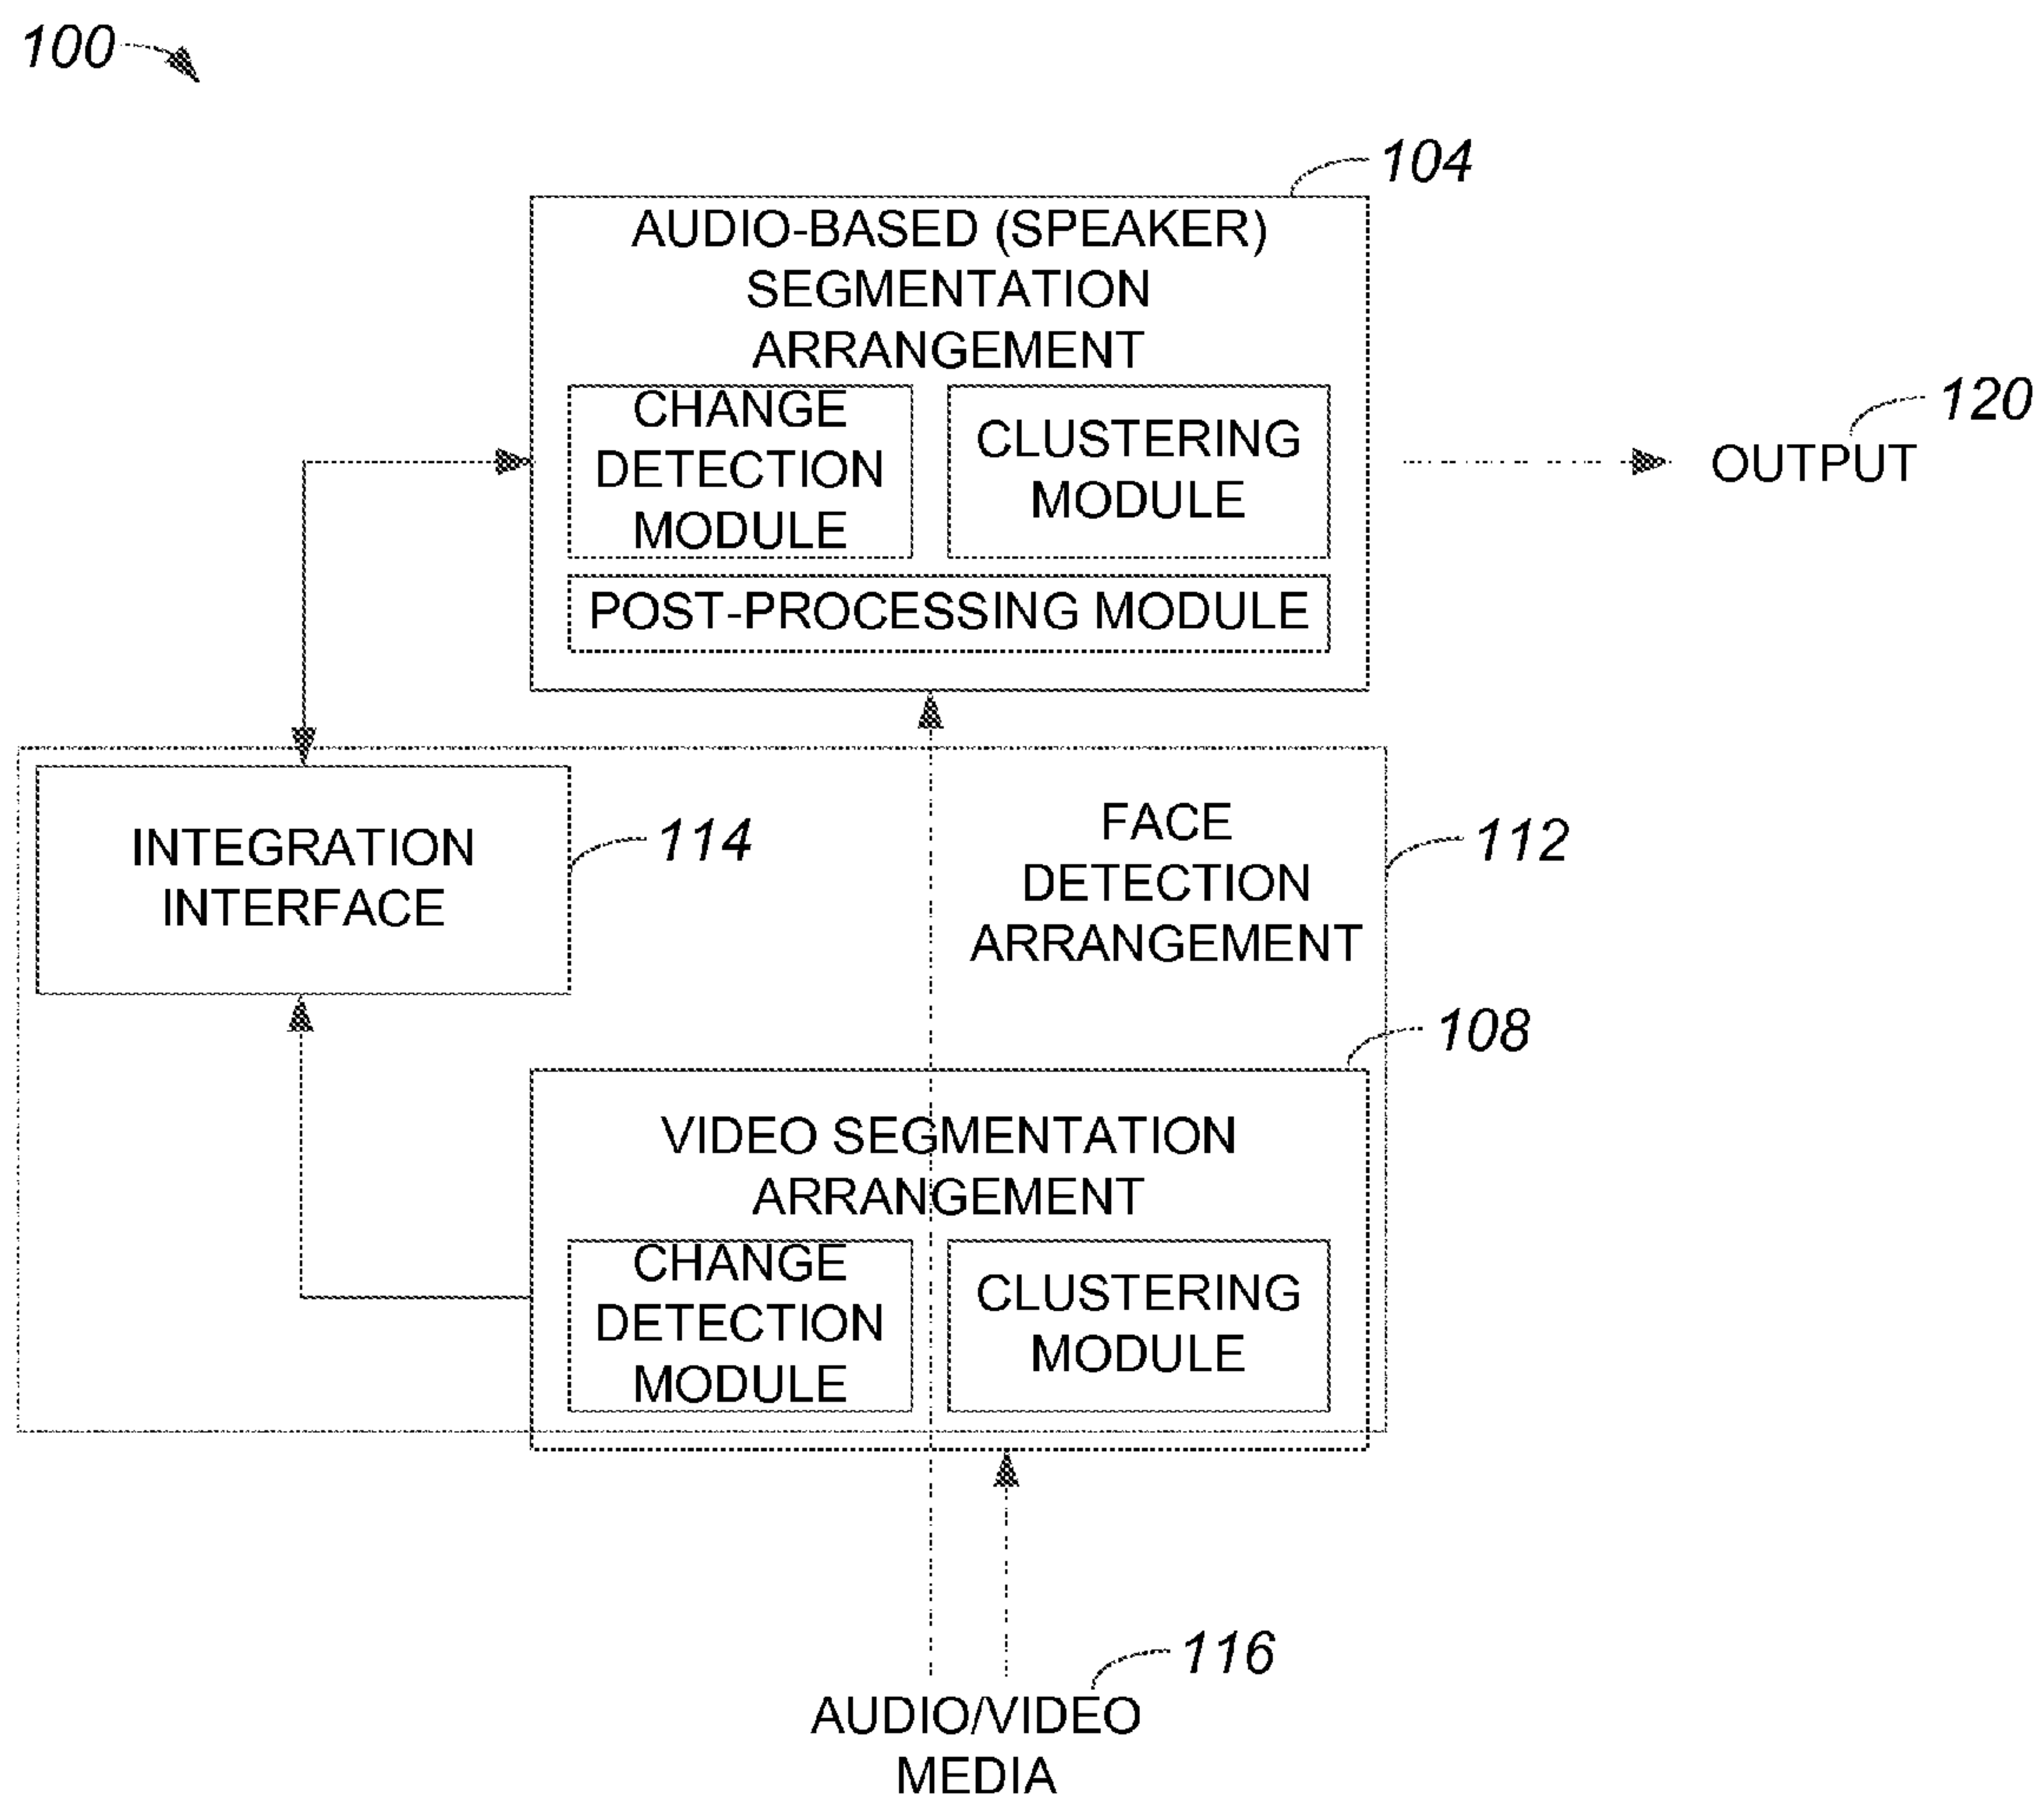 100
104
AUDIO-BASED (SPEAKER)
SEGMENTATION
ARRANGEMENT
CHANGE
DETECTION
MODULE
CLUSTERING
MODULE
POST-PROCESSING MODULE
120
OUTPUT
INTEGRATION
INTERFACE
114
FACE
DETECTION
ARRANGEMENT
112
108
VIDEO SEGMENTATION
ARRANGEMENT
CHANGE
DETECTION
MODULE
CLUSTERING
MODULE
116
AUDIO/VIDEO
MEDIA